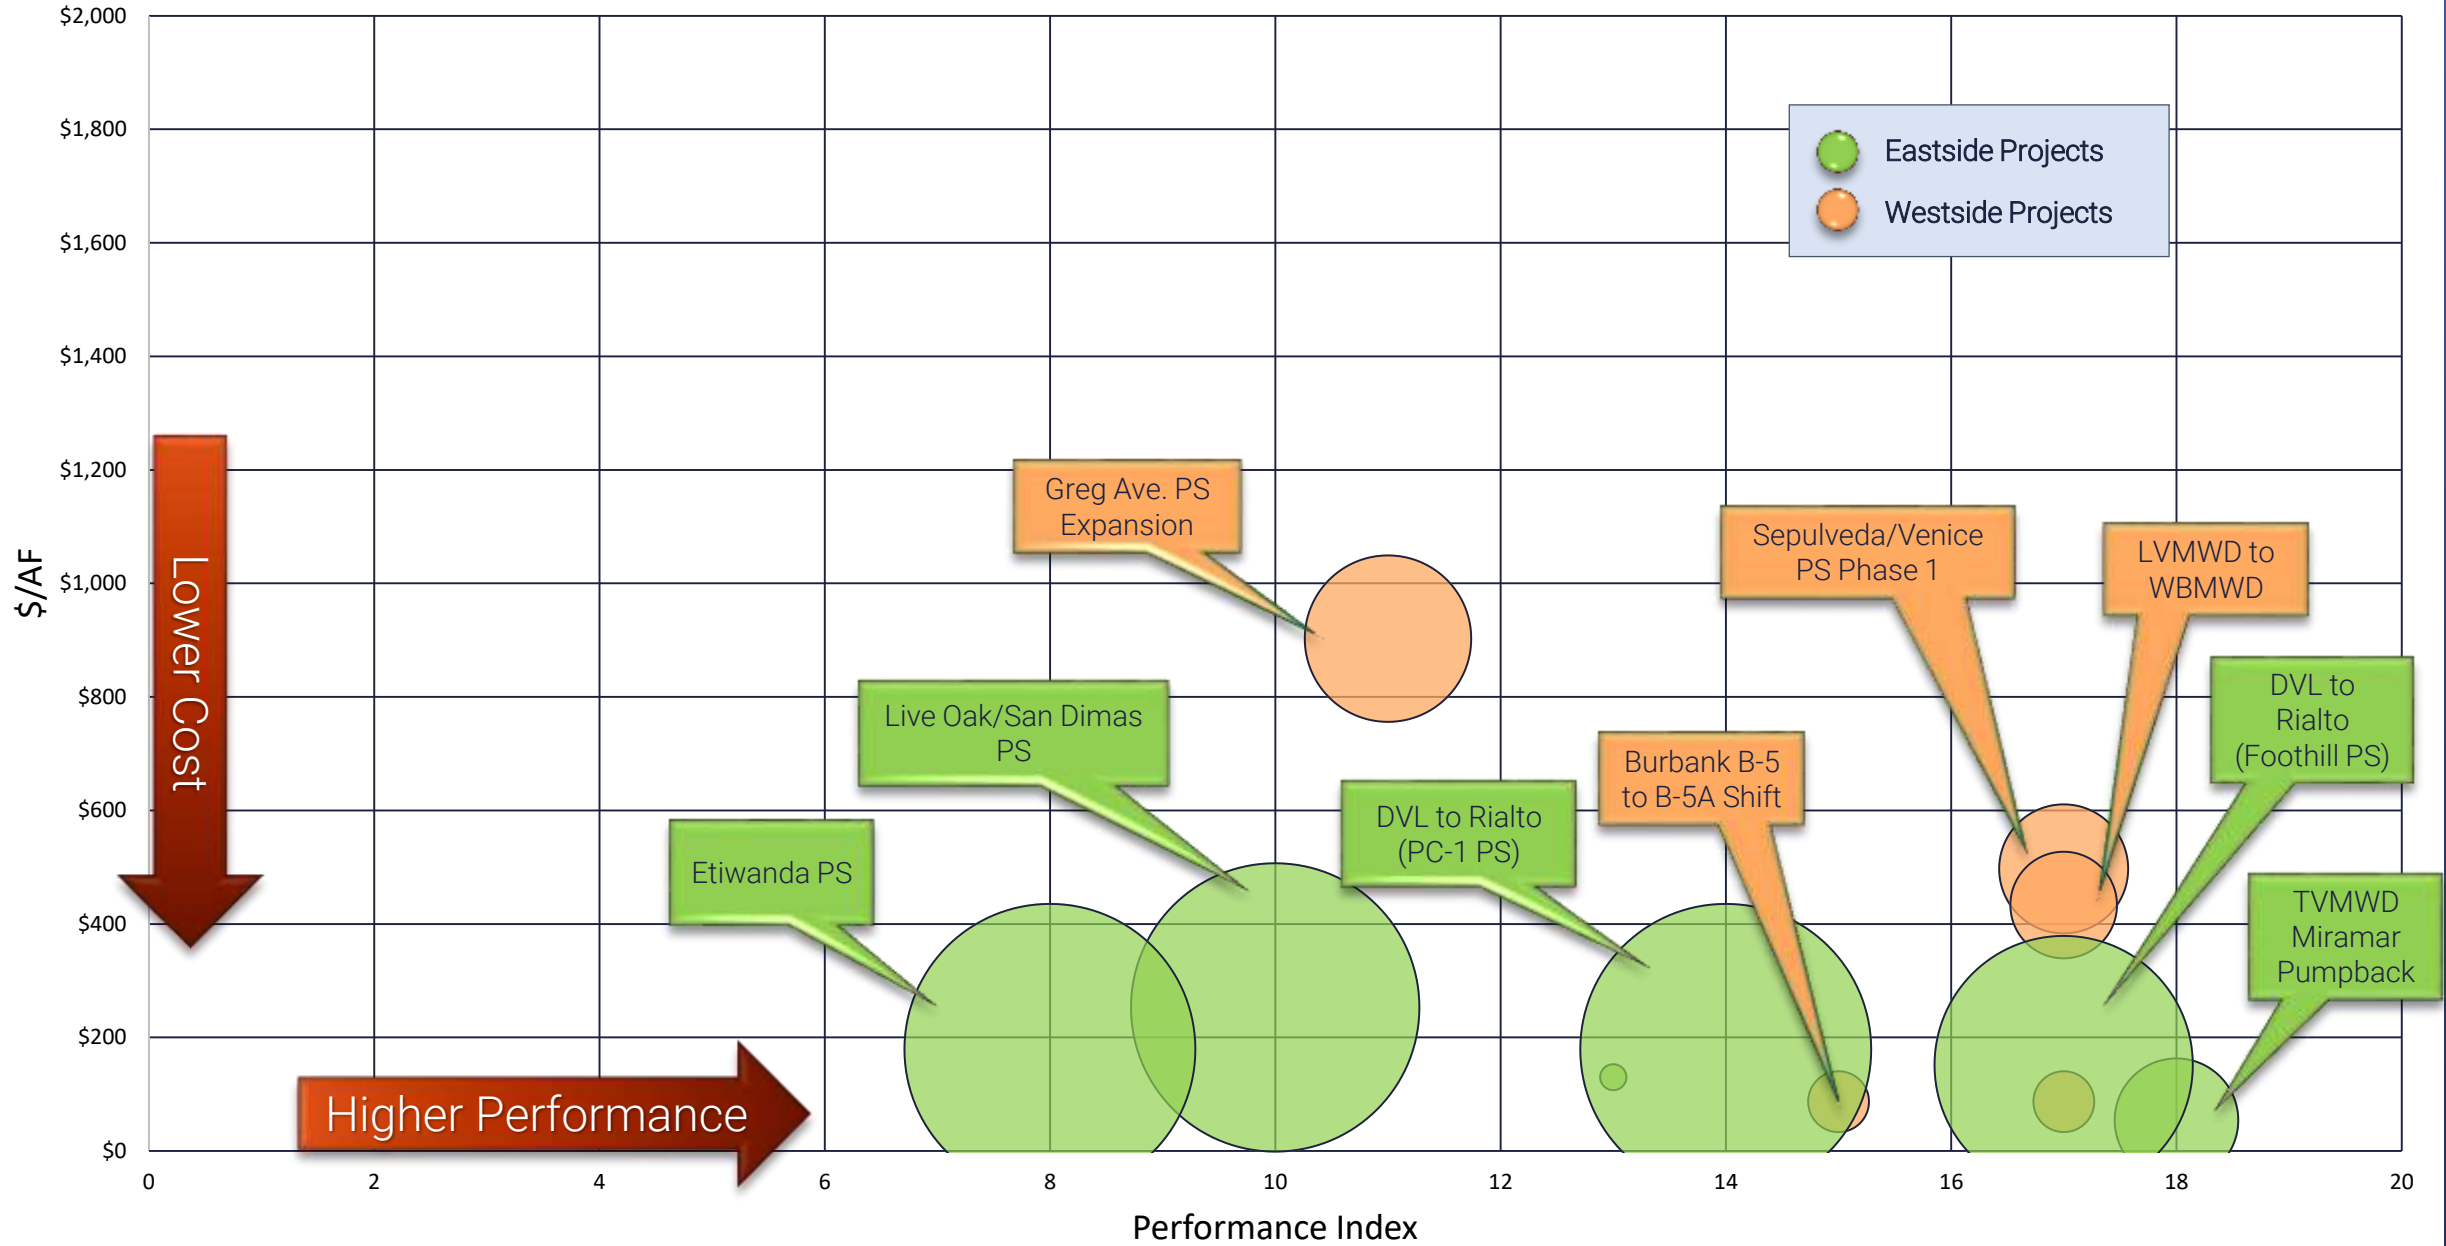 $2,000
$1,800
$1,600
$1,400
$1,200
$1,000
$800
$600
$400
$200
$0
$/AF
0
2
4
6
8
10
12
14
16
18
20
Performance Index
Lower Cost
Higher Performance
Eastside Projects
Westside Projects
Greg Ave. PS
Expansion
Live Oak/San Dimas
PS
Etiwanda PS
DVL to Rialto
(PC-1 PS)
Burbank B-5
to B-5A Shift
Sepulveda/Venice
PS Phase 1
LVMWD to
WBMWD
DVL to
Rialto
(Foothill PS)
TVMWD
Miramar
Pumpback